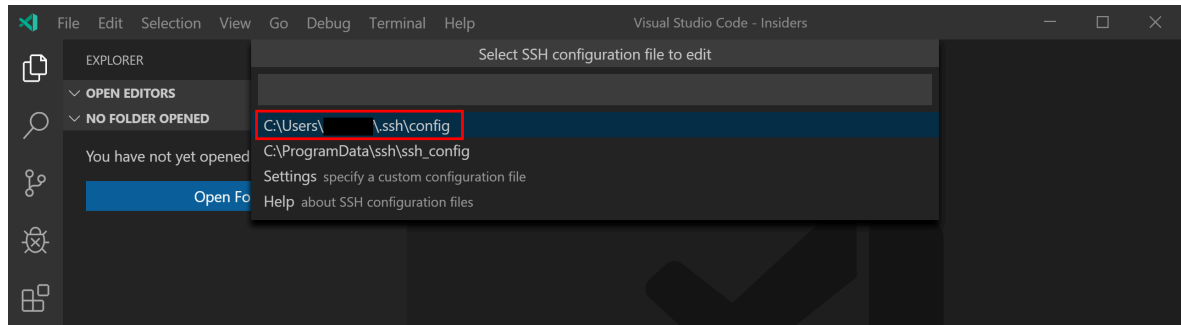 File Edit Selection View Go Debug Terminal Help Visual Studio Code - Insiders
EXPLORER
Select SSH configuration file to edit
OPEN EDITORS
NO FOLDER OPENED
C:\Users\ \.ssh\config
You have not yet opened
C:\ProgramData\ssh\ssh_config
Settings specify a custom configuration file
Open Fo
Help about SSH configuration files